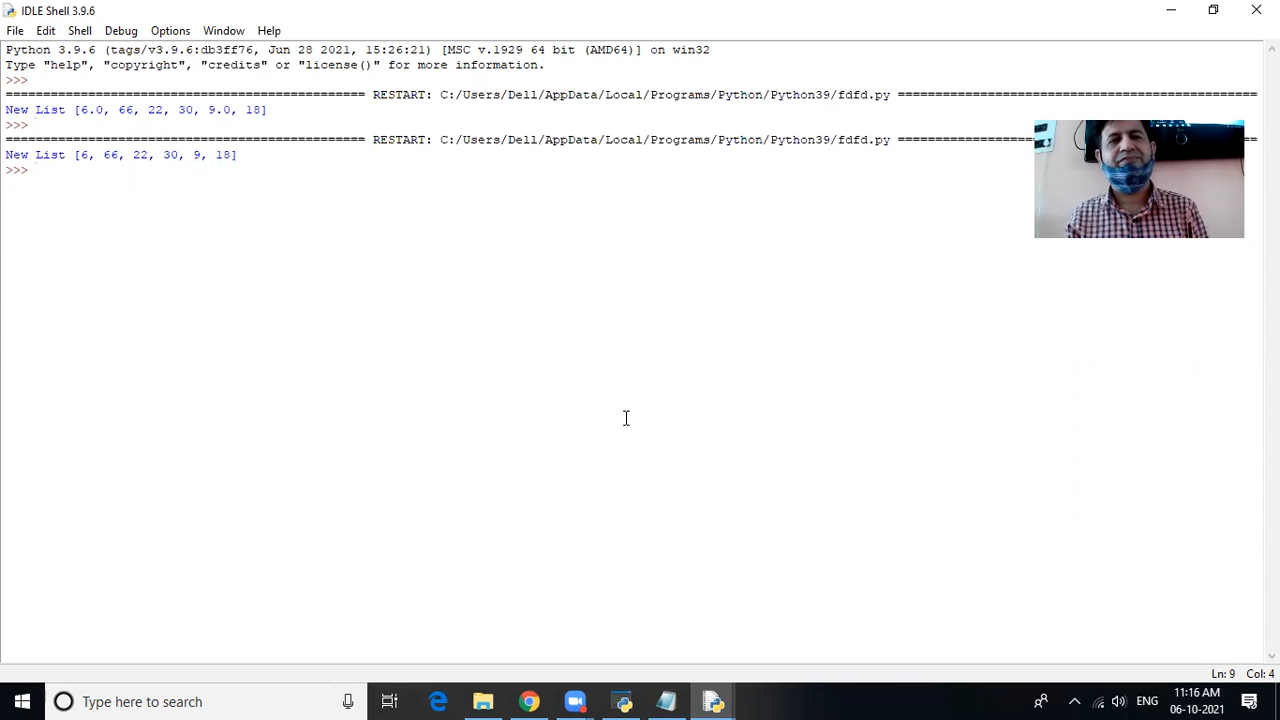 IDLE Shell 3.9.6
File Edit Shell Debug Options Window Help
Python 3.9.6 (tags/v3.9.6:db3ff76, Jun 28 2021, 15:26:21) [MSC v.1929 64 bit (AMD64)] on win32
Type "help", "copyright", "credits" or "license()" for more information.
>>>
================================================ RESTART: C:/Users/Dell/AppData/Local/Programs/Python/Python39/fdfd.py ================================================
New List [6.0, 66, 22, 30, 9.0, 18]
>>>
================================================ RESTART: C:/Users/Dell/AppData/Local/Programs/Python/Python39/fdfd.py ================================================
New List [6, 66, 22, 30, 9, 18]
>>>
Ln: 9 Col: 4
Type here to search
ENG
11:16 AM
06-10-2021